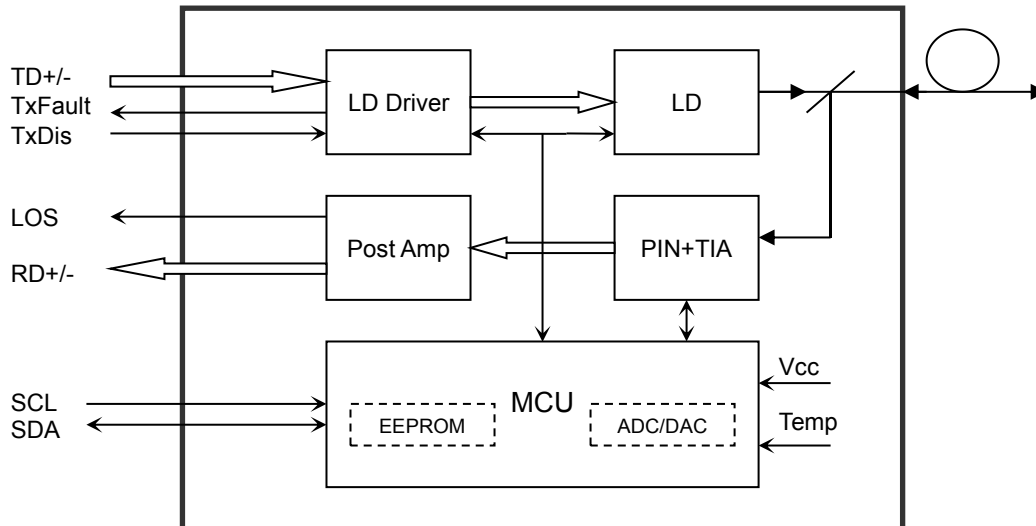 TD+/-
TxFault
TxDis
LD Driver
LD
LOS
RD+/-
Post Amp
PIN+TIA
SCL
SDA
MCU
EEPROM
ADC/DAC
Vcc
Temp